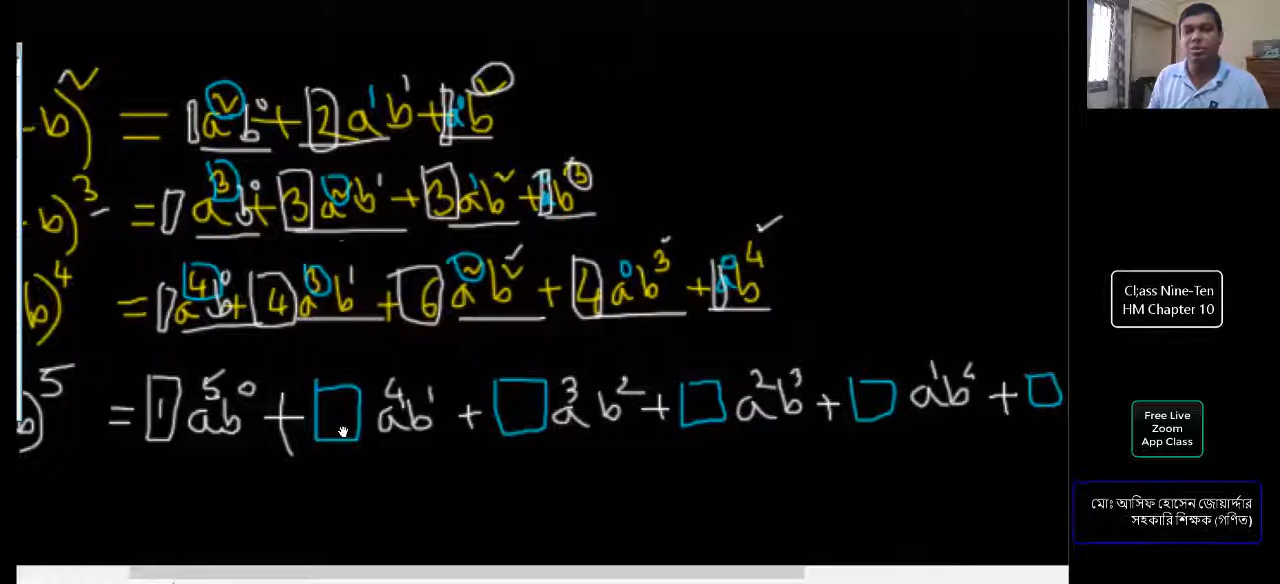 -b)² = 1a²b⁰ + 2a¹b¹ + 1a⁰b²
-b)³ = 1a³b⁰ + 3a²b¹ + 3a¹b² + 1a⁰b³
b)⁴ = 1a⁴b⁰ + 4a³b¹ + 6a²b² + 4a⁰b³ + 1a⁰b⁴
b)⁵ = 1a⁵b⁰ + □ a⁴b¹ + □ a³b² + □ a²b³ + □ a¹b⁴ + □
Cl;ass Nine-Ten
HM Chapter 10
Free Live
Zoom
App Class
মোঃ আসিফ হোসেন জোয়ার্দ্দার
সহকারি শিক্ষক (গণিত)